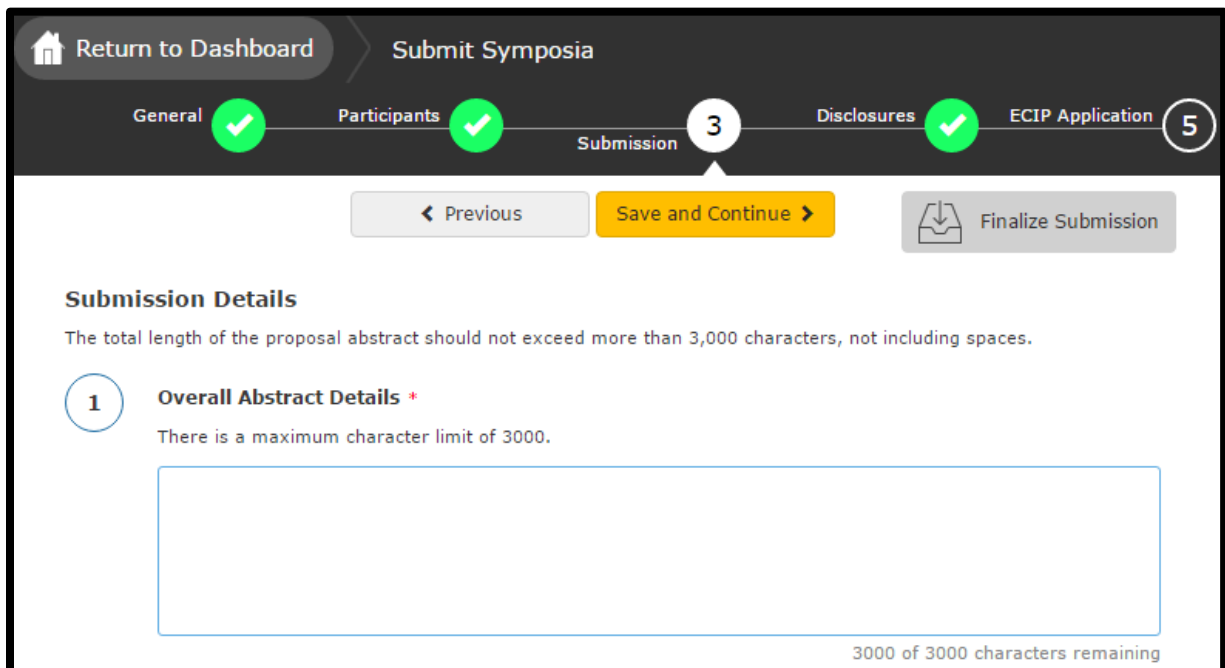 Return to Dashboard Submit Symposia
General Participants Submission 3 Disclosures ECIP Application 5
Previous Save and Continue Finalize Submission
Submission Details
The total length of the proposal abstract should not exceed more than 3,000 characters, not including spaces.
1 Overall Abstract Details *
There is a maximum character limit of 3000.
3000 of 3000 characters remaining